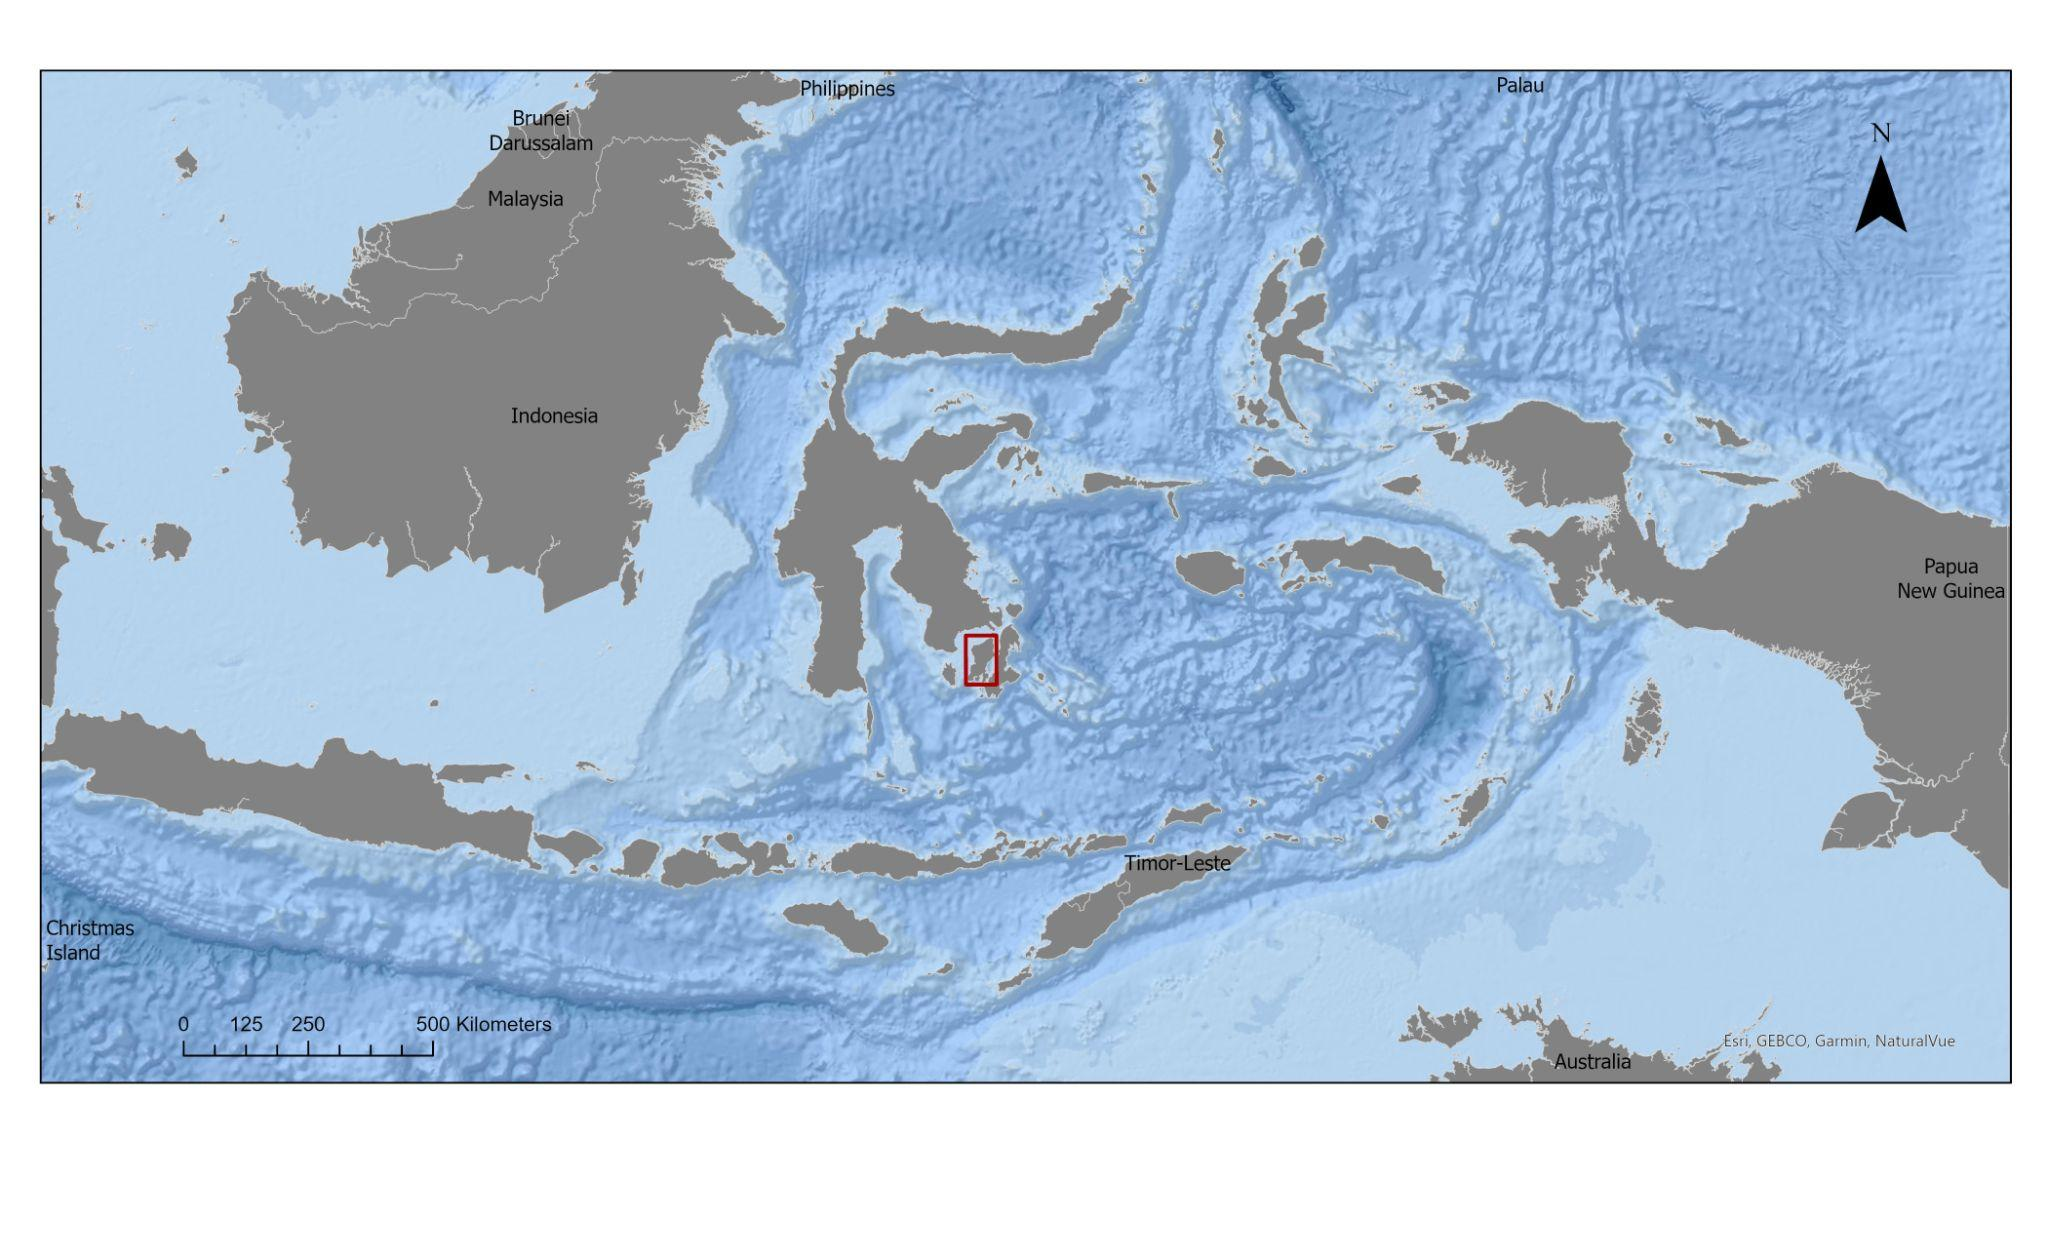 Philippines
Palau
Brunei
Darussalam
N
Malaysia
Indonesia
Papua
New Guinea
Timor-Leste
Christmas
Island
0 125 250 500 Kilometers
Esri, GEBCO, Garmin, NaturalVue
Australia